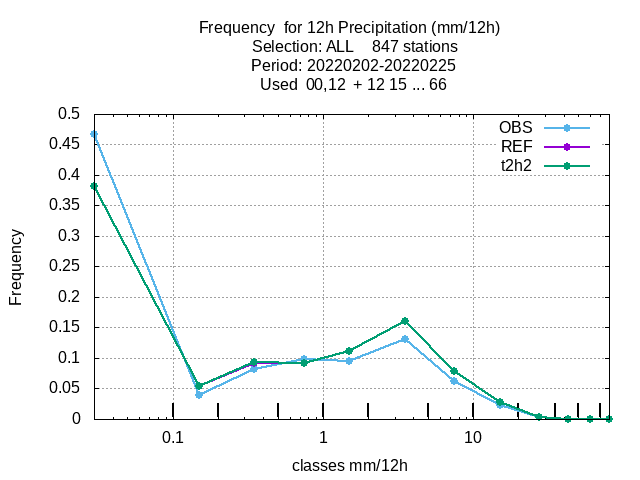 Frequency  for 12h Precipitation (mm/12h)
Selection: ALL    847 stations
Period: 20220202-20220225
Used  00,12  + 12 15 ... 66
OBS
REF
t2h2
0.5
0.45
0.4
0.35
0.3
0.25
0.2
0.15
0.1
0.05
0
Frequency
0.1 1 10
classes mm/12h